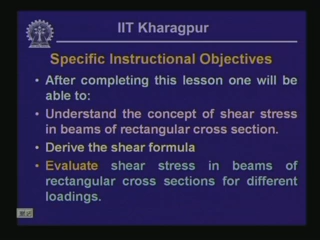 IIT Kharagpur
Specific Instructional Objectives
• After completing this lesson one will be
able to:
• Understand the concept of shear stress
in beams of rectangular cross section.
• Derive the shear formula
• Evaluate shear stress in beams of
rectangular cross sections for different
loadings.